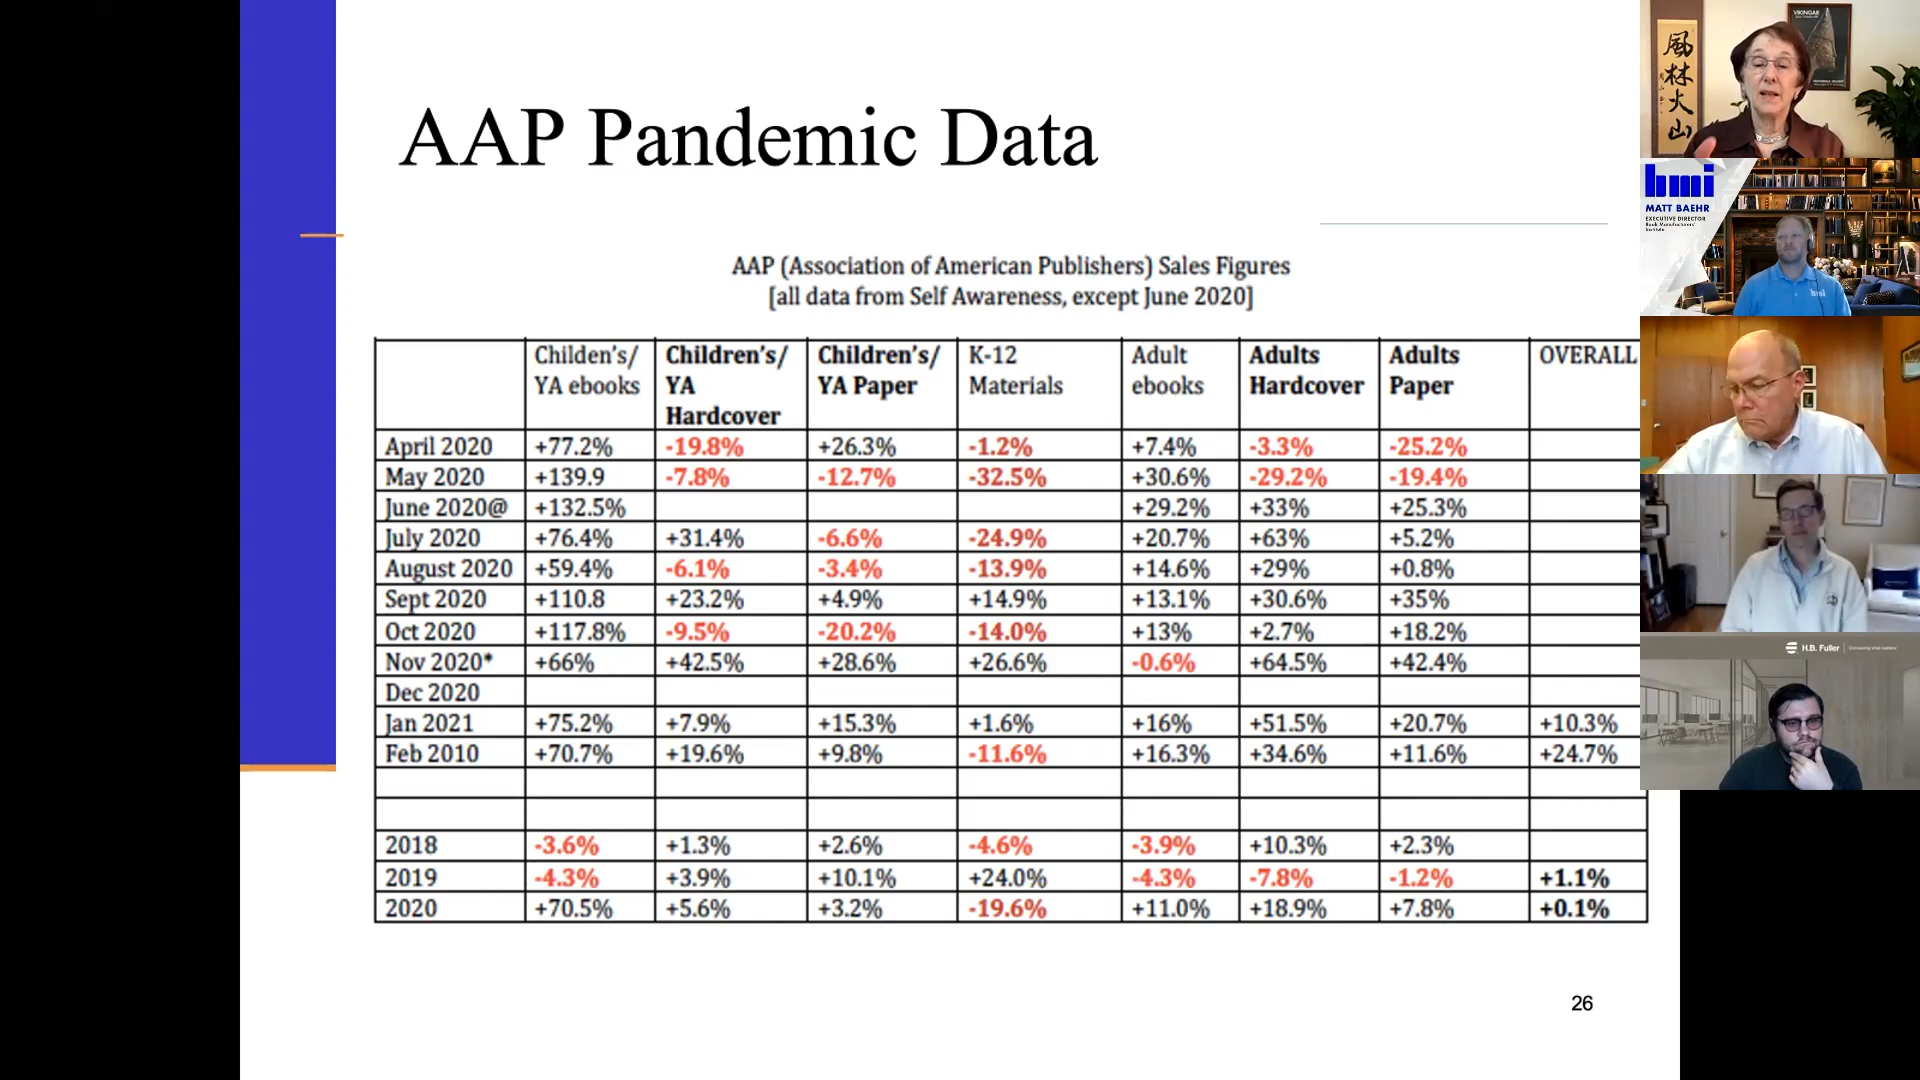 AAP Pandemic Data
AAP (Association of American Publishers) Sales Figures
[all data from Self Awareness, except June 2020]
Childen's/ YA ebooks Children's/ YA Hardcover Children's/ YA Paper K-12 Materials Adult ebooks Adults Hardcover Adults Paper OVERALL
April 2020 +77.2% -19.8% +26.3% -1.2% +7.4% -3.3% -25.2%
May 2020 +139.9 -7.8% -12.7% -32.5% +30.6% -29.2% -19.4%
June 2020@ +132.5% +29.2% +33% +25.3%
July 2020 +76.4% +31.4% -6.6% -24.9% +20.7% +63% +5.2%
August 2020 +59.4% -6.1% -3.4% -13.9% +14.6% +29% +0.8%
Sept 2020 +110.8 +23.2% +4.9% +14.9% +13.1% +30.6% +35%
Oct 2020 +117.8% -9.5% -20.2% -14.0% +13% +2.7% +18.2%
Nov 2020* +66% +42.5% +28.6% +26.6% -0.6% +64.5% +42.4%
Dec 2020
Jan 2021 +75.2% +7.9% +15.3% +1.6% +16% +51.5% +20.7% +10.3%
Feb 2010 +70.7% +19.6% +9.8% -11.6% +16.3% +34.6% +11.6% +24.7%
2018 -3.6% +1.3% +2.6% -4.6% -3.9% +10.3% +2.3%
2019 -4.3% +3.9% +10.1% +24.0% -4.3% -7.8% -1.2% +1.1%
2020 +70.5% +5.6% +3.2% -19.6% +11.0% +18.9% +7.8% +0.1%
26
VIKINGAR
風
林
火
山
bmi
MATT BAEHR
EXECUTIVE DIRECTOR
Book Manufacturers'
Institute
bmi
H.B. Fuller